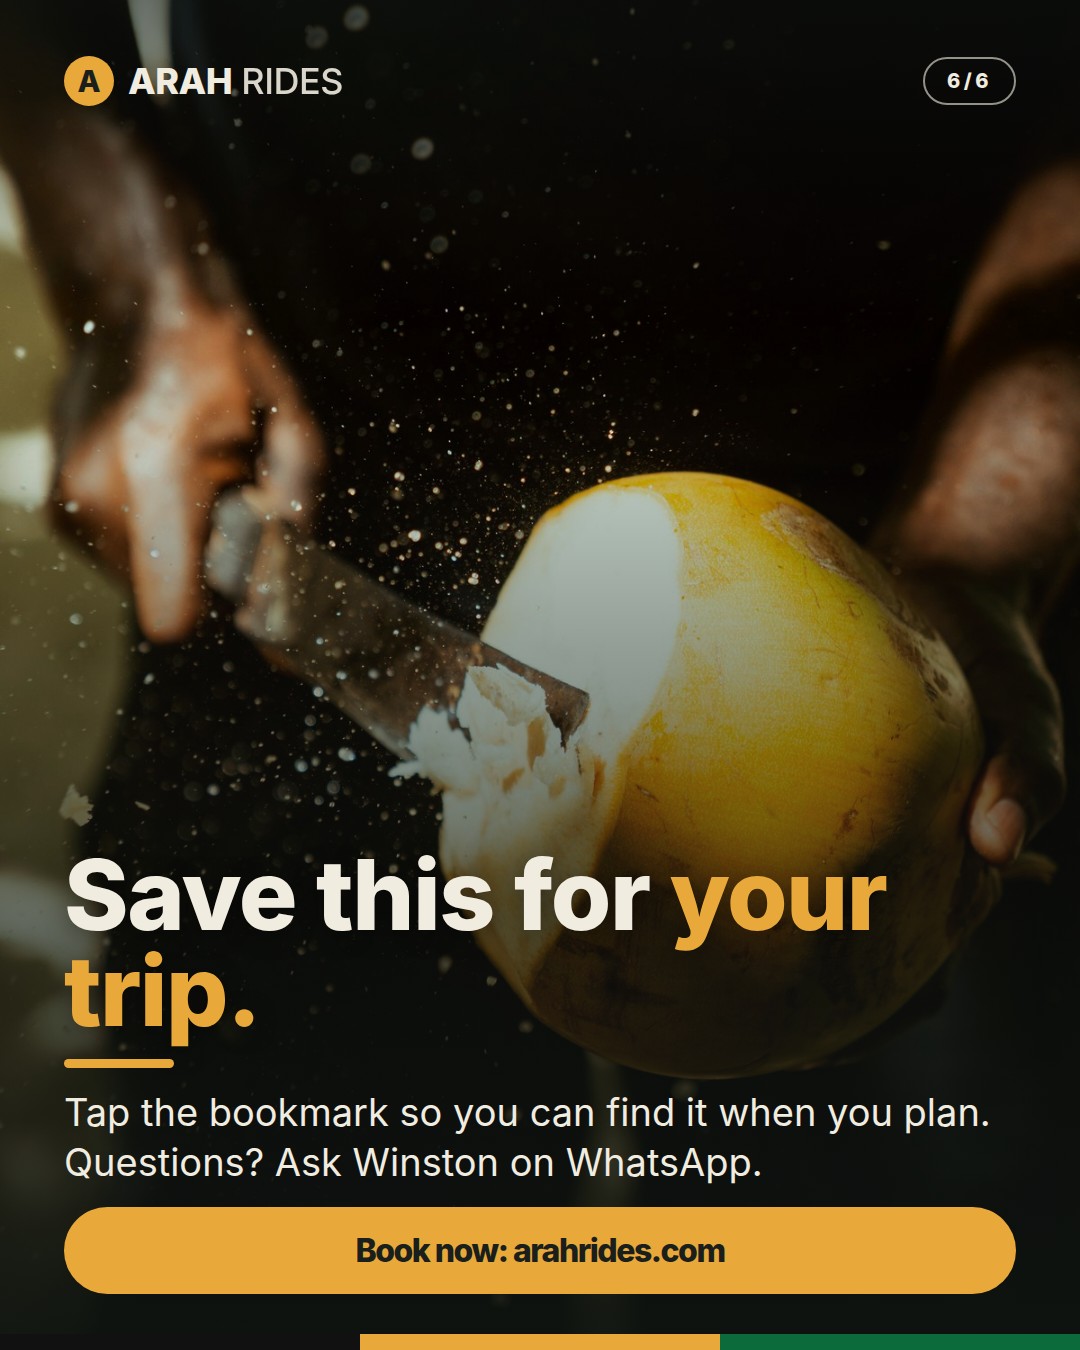 A ARAH RIDES
6/6
Save this for your
trip.
Tap the bookmark so you can find it when you plan.
Questions? Ask Winston on WhatsApp.
Book now: arahrides.com